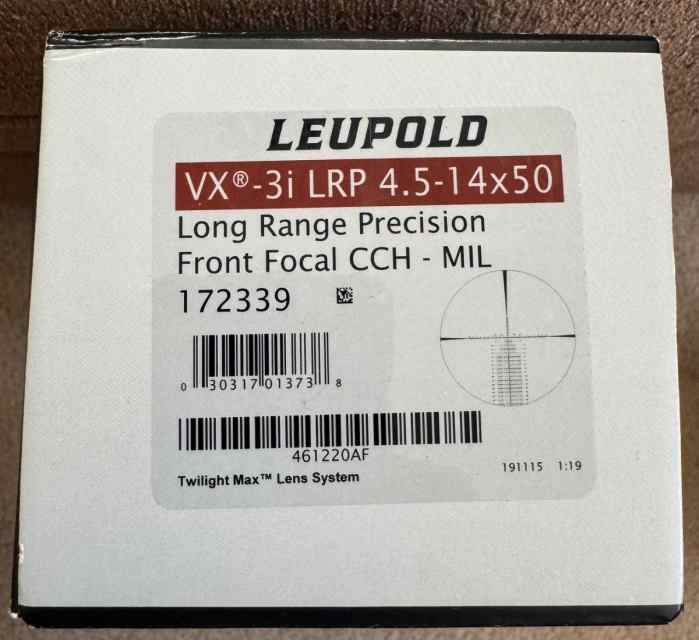 LEUPOLD
VX®-3i LRP 4.5-14x50
Long Range Precision
Front Focal CCH - MIL
172339
0 30317 01373 8
461220AF
191115 1:19
Twilight Max™ Lens System